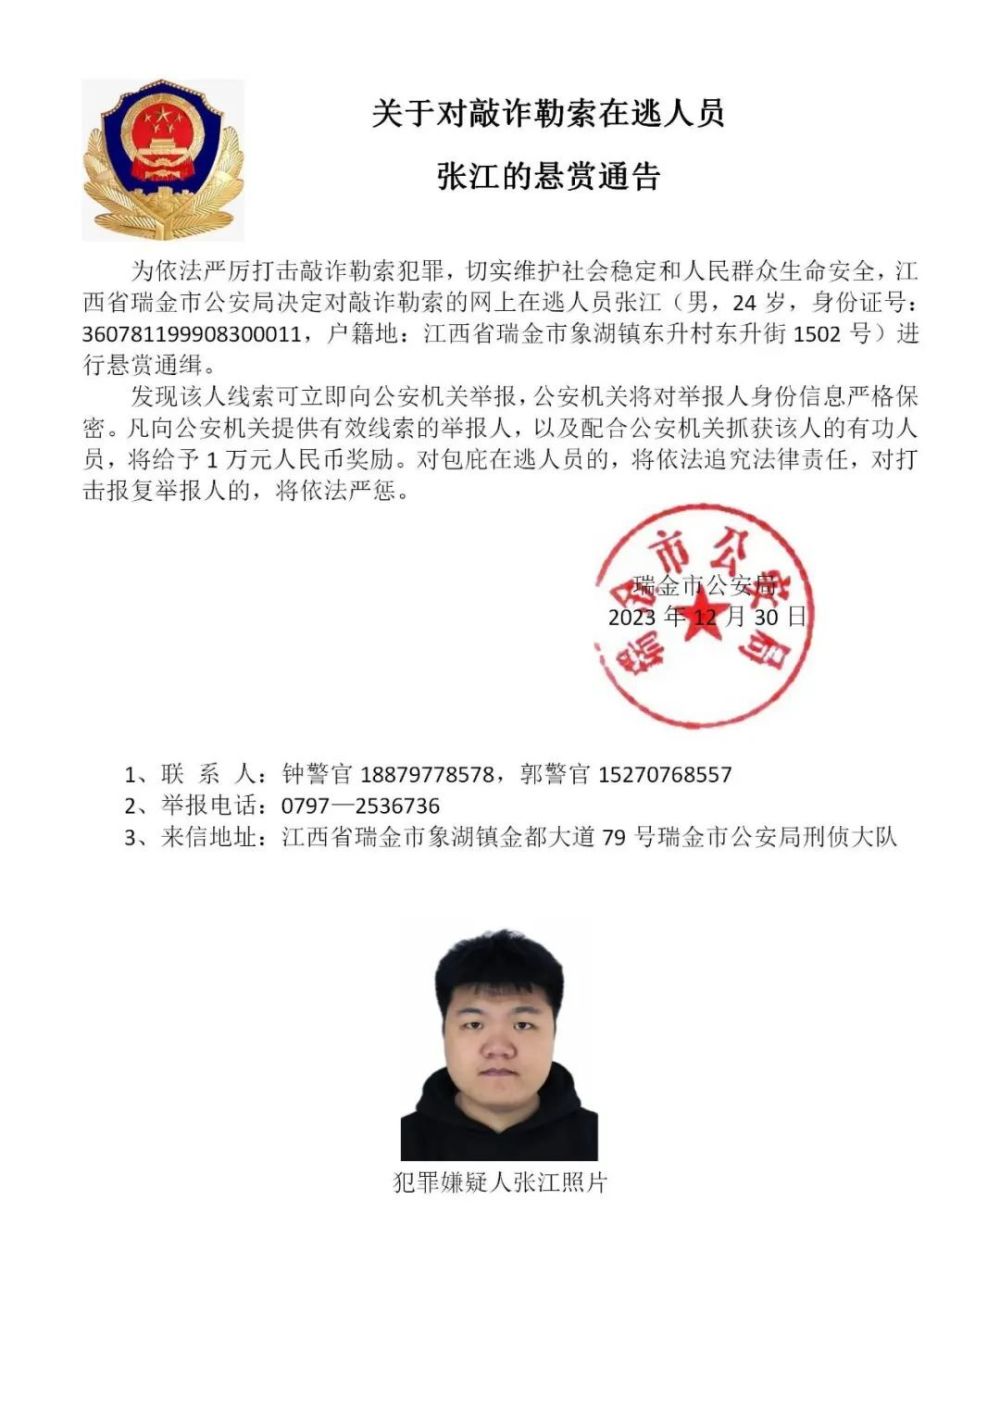 关于对敲诈勒索在逃人员
张江的悬赏通告
为依法严厉打击敲诈勒索犯罪，切实维护社会稳定和人民群众生命安全，江
西省瑞金市公安局决定对敲诈勒索的网上在逃人员张江（男，24 岁，身份证号：
360781199908300011，户籍地：江西省瑞金市象湖镇东升村东升街 1502 号）进
行悬赏通缉。
发现该人线索可立即向公安机关举报，公安机关将对举报人身份信息严格保
密。凡向公安机关提供有效线索的举报人，以及配合公安机关抓获该人的有功人
员，将给予 1 万元人民币奖励。对包庇在逃人员的，将依法追究法律责任，对打
击报复举报人的，将依法严惩。
瑞金市公安局
瑞金市公安局
2023 年 12 月 30 日
1、联 系 人：钟警官 18879778578，郭警官 15270768557
2、举报电话：0797—2536736
3、来信地址：江西省瑞金市象湖镇金都大道 79 号瑞金市公安局刑侦大队
犯罪嫌疑人张江照片